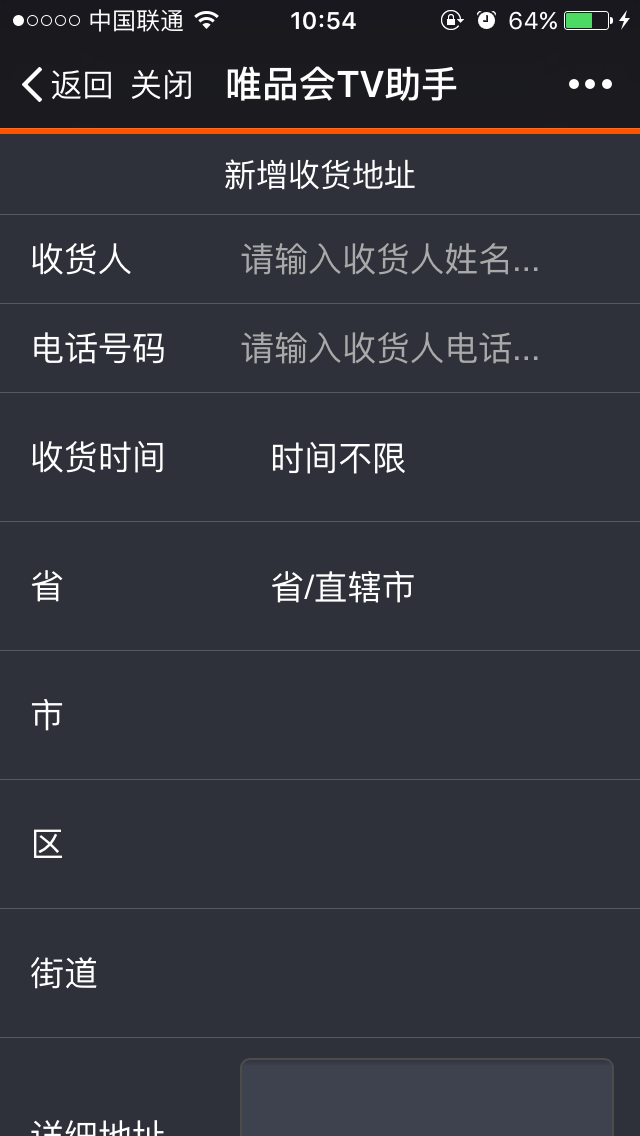 中国联通 10:54 64%
返回 关闭 唯品会TV助手
新增收货地址
收货人 请输入收货人姓名...
电话号码 请输入收货人电话...
收货时间 时间不限
省 省/直辖市
市
区
街道
详细地址